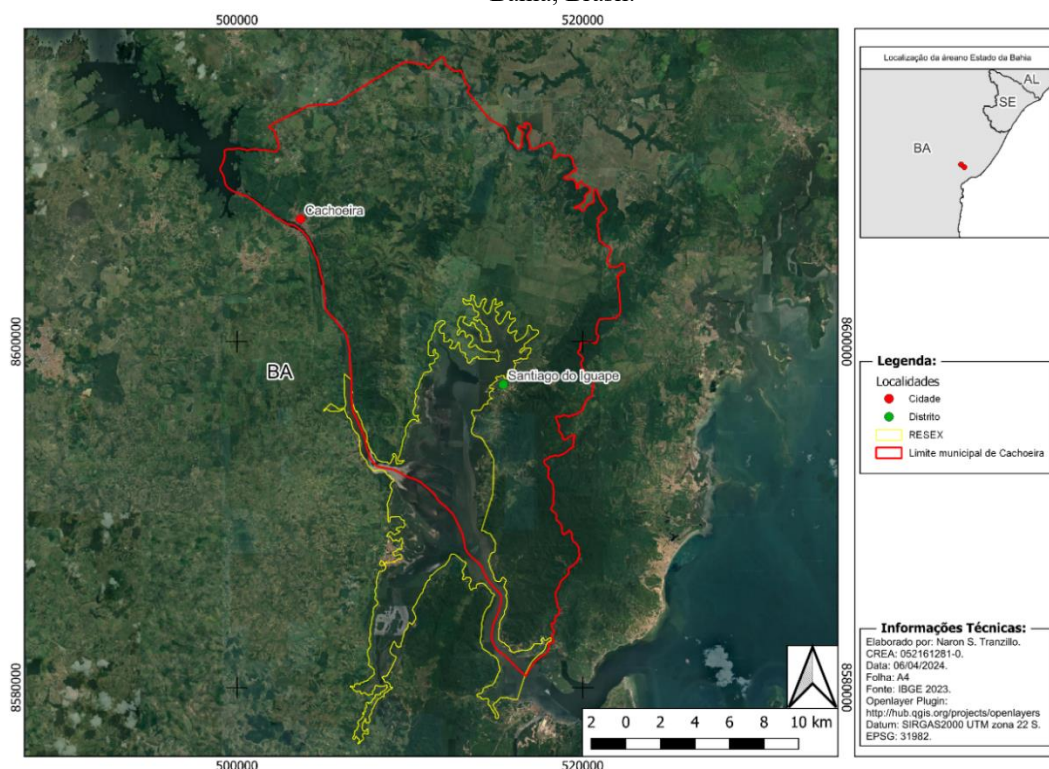 Bahia, Brasil.
500000
520000
Localização da áreano Estado da Bahia
AL
SE
BA
Cachoeira
8600000
8600000
BA
Santiago do Iguape
Legenda:
Localidades
Cidade
Distrito
RESEX
Limite municipal de Cachoeira
8580000
8580000
2 0 2 4 6 8 10 km
500000
520000
Informações Técnicas:
Elaborado por: Naron S. Tranzillo.
CREA: 052161281-0.
Data: 06/04/2024.
Folha: A4
Fonte: IBGE 2023.
Openlayer Plugin:
http://hub.qgis.org/projects/openlayers
Datum: SIRGAS2000 UTM zona 22 S.
EPSG: 31982.